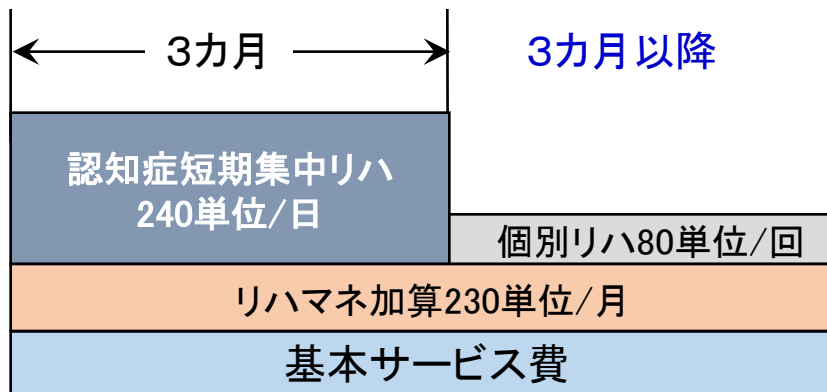 3カ月
3カ月以降
認知症短期集中リハ
240単位/日
個別リハ80単位/回
リハマネ加算230単位/月
基本サービス費